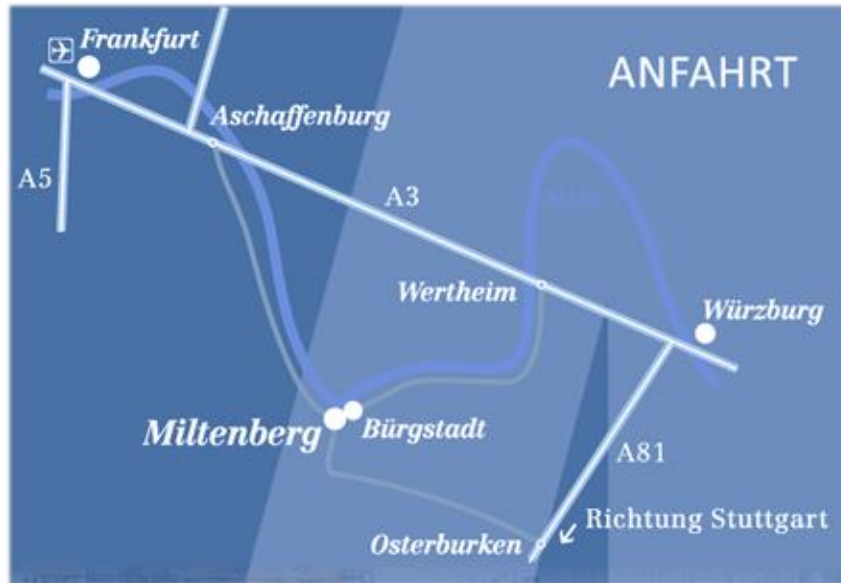 Frankfurt
ANFAHRT
Aschaffenburg
A5
A3
Wertheim
Würzburg
Miltenberg
Bürgstadt
A81
Richtung Stuttgart
Osterburken